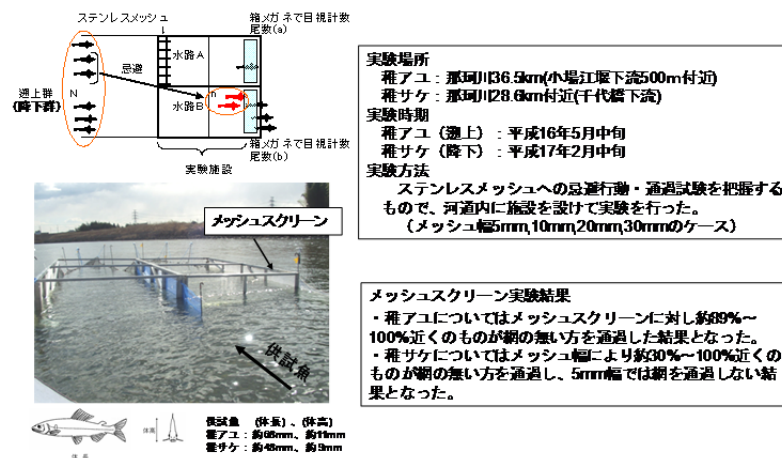 ステンレスメッシュ
箱メガネで目視計数
尾数(a)
水路A
忌避
遡上群
(降下群)
N
n
水路B
箱メガネで目視計数
尾数(b)
実験施設
実験場所
稚アユ：那珂川36.5km(小場江堰下流500m付近)
稚サケ：那珂川28.6km付近(千代橋下流)
実験時期
稚アユ（遡上）：平成16年5月中旬
稚サケ（降下）：平成17年2月中旬
実験方法
ステンレスメッシュへの忌避行動・通過試験を把握する
もので、河道内に施設を設けて実験を行った。
（メッシュ幅5mm,10mm,20mm,30mmのケース）
メッシュスクリーン
供試魚
メッシュスクリーン実験結果
・稚アユについてはメッシュスクリーンに対し約89%～
100%近くのものが網の無い方を通過した結果となった。
・稚サケについてはメッシュ幅により約30%～100%近くの
ものが網の無い方を通過し、5mm幅では網を通過しない結
果となった。
体高
体長
供試魚 (体長)、(体高)
稚アユ：約68mm、約11mm
稚サケ：約48mm、約9mm